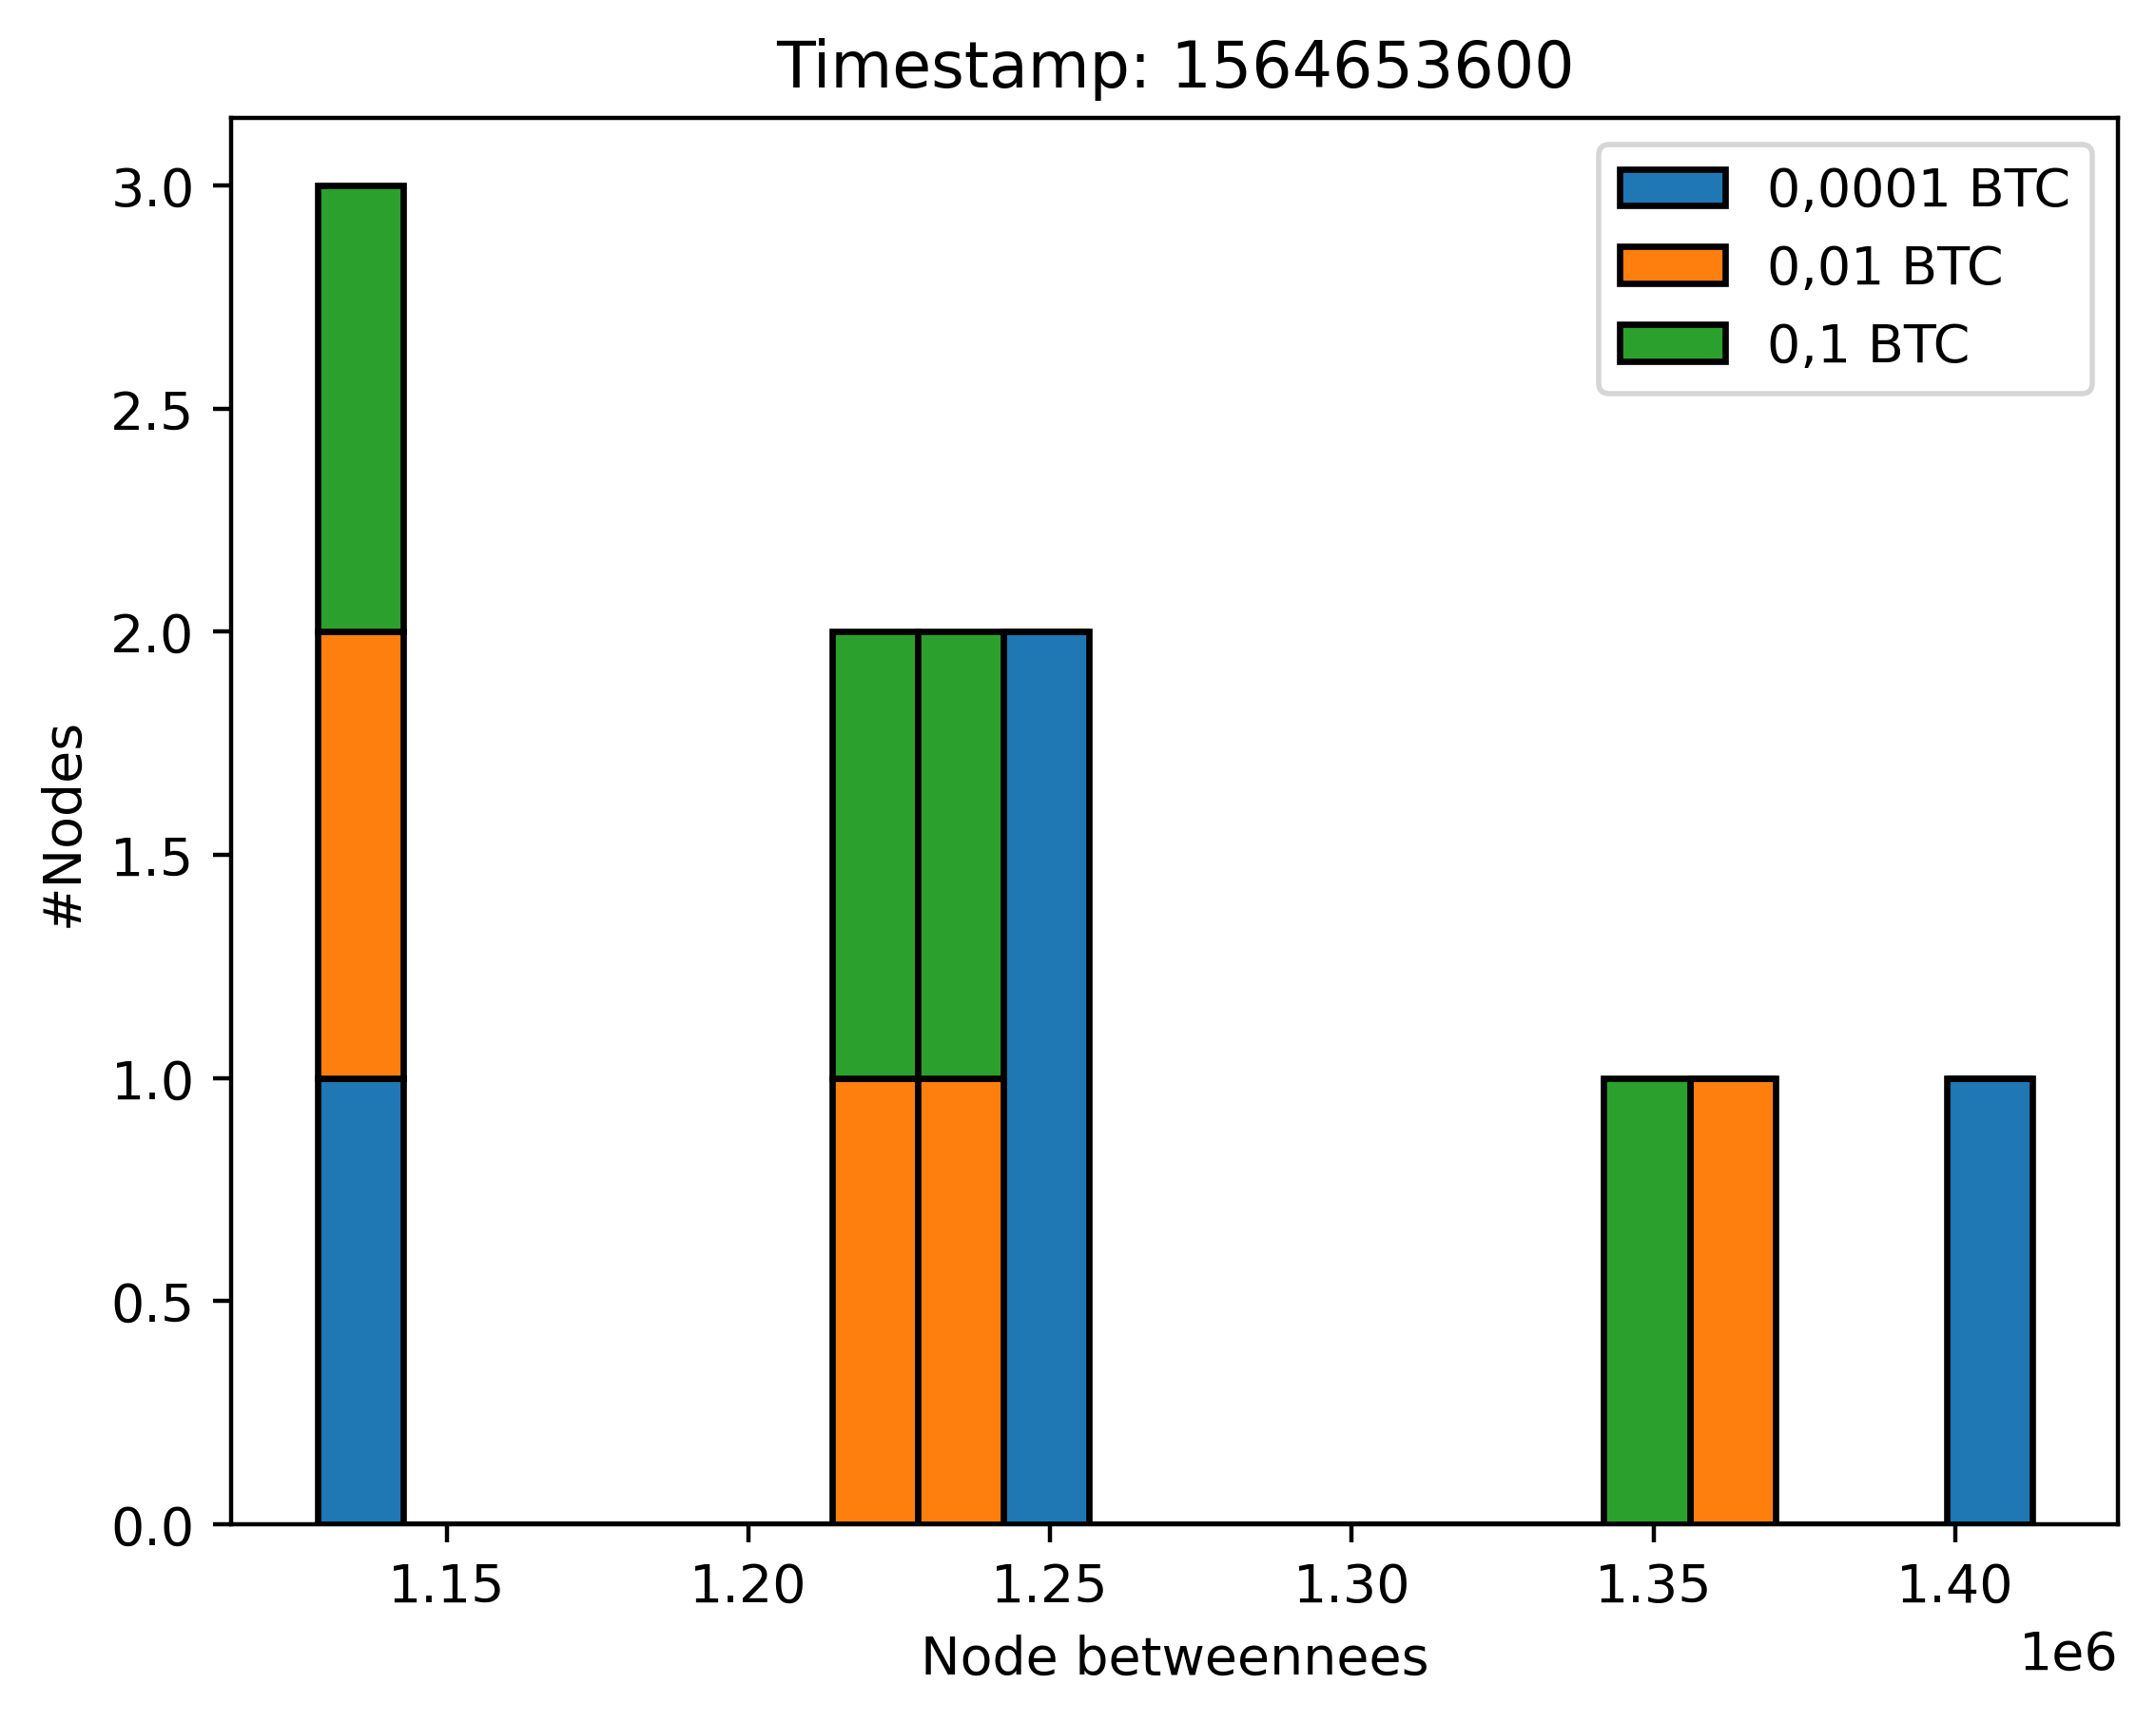 Timestamp: 1564653600
0,0001 BTC
0,01 BTC
0,1 BTC
#Nodes
3.0
2.5
2.0
1.5
1.0
0.5
0.0
1.15 1.20 1.25 1.30 1.35 1.40
1e6
Node betweennees